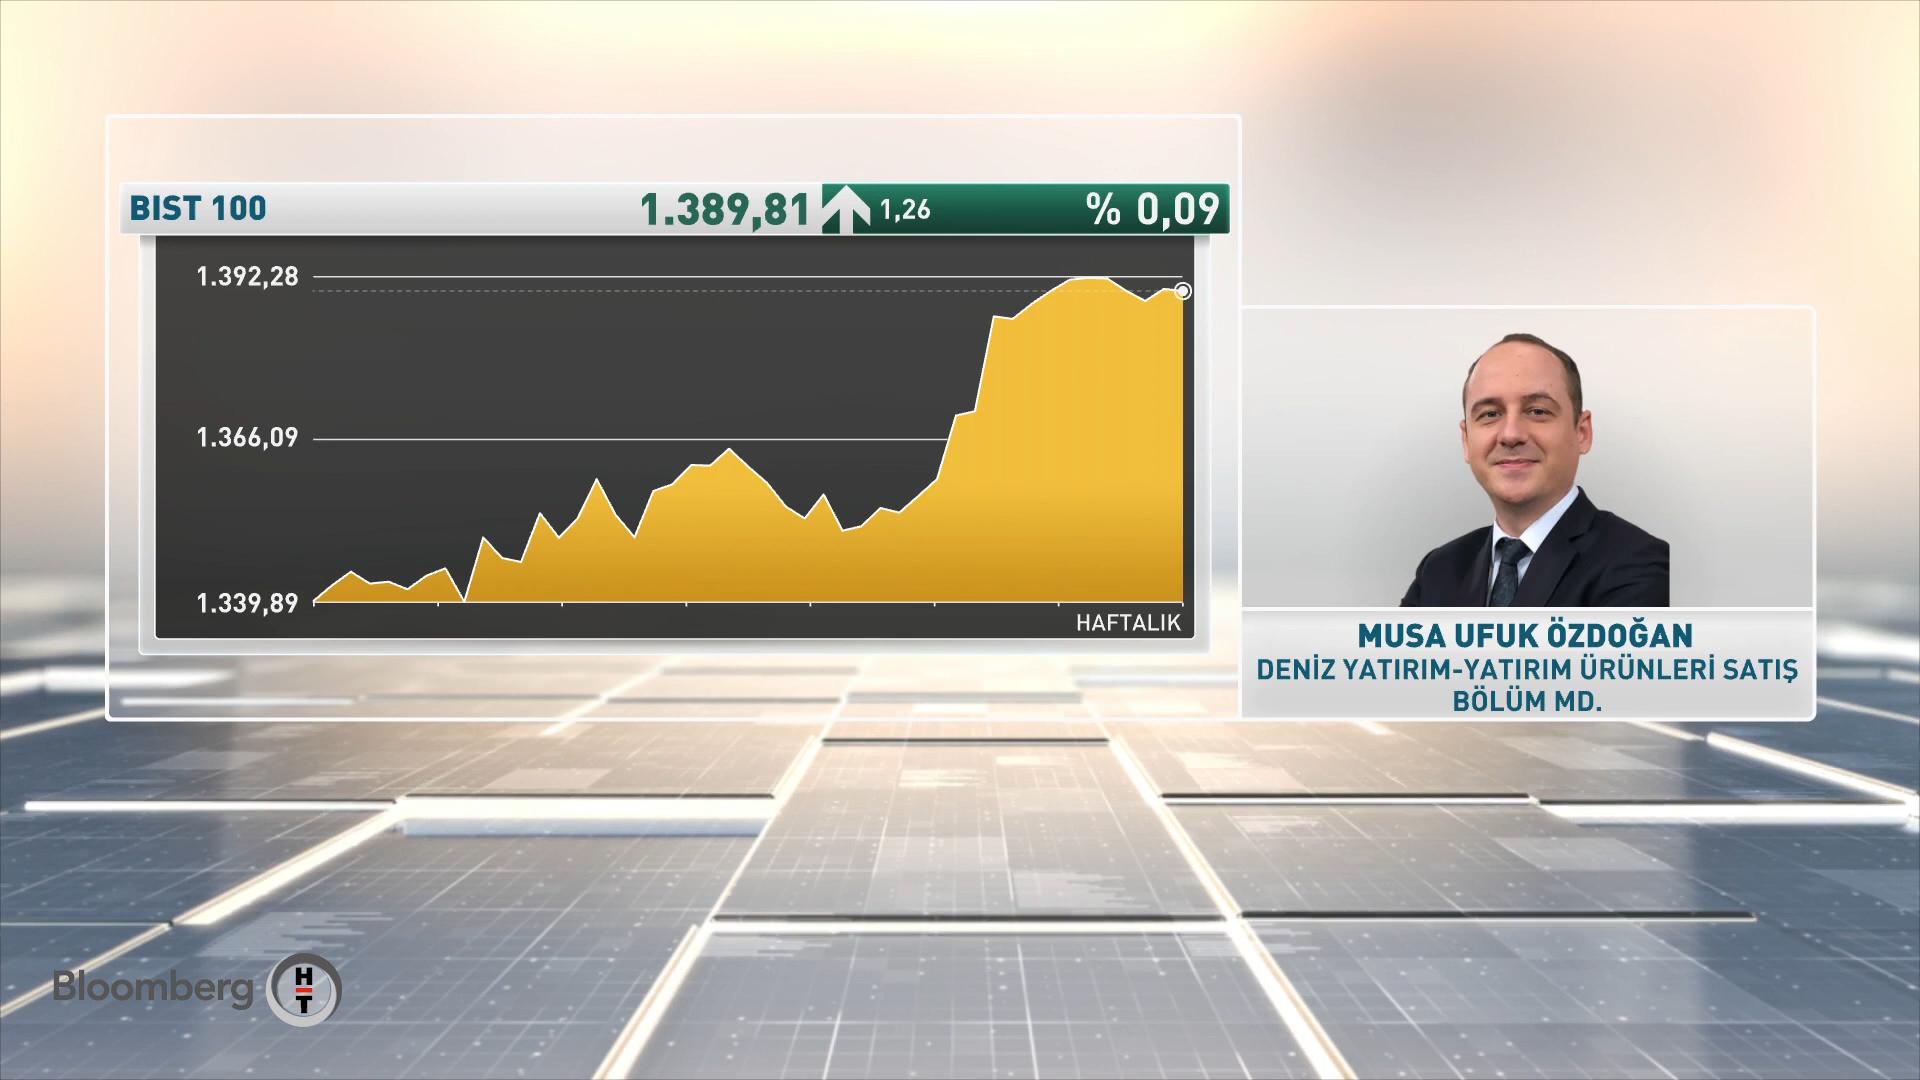 BIST 100 1.389,81 1,26 % 0,09
1.392,28
1.366,09
1.339,89
HAFTALIK
MUSA UFUK ÖZDOĞAN
DENİZ YATIRIM-YATIRIM ÜRÜNLERİ SATIŞ
BÖLÜM MD.
Bloomberg HT